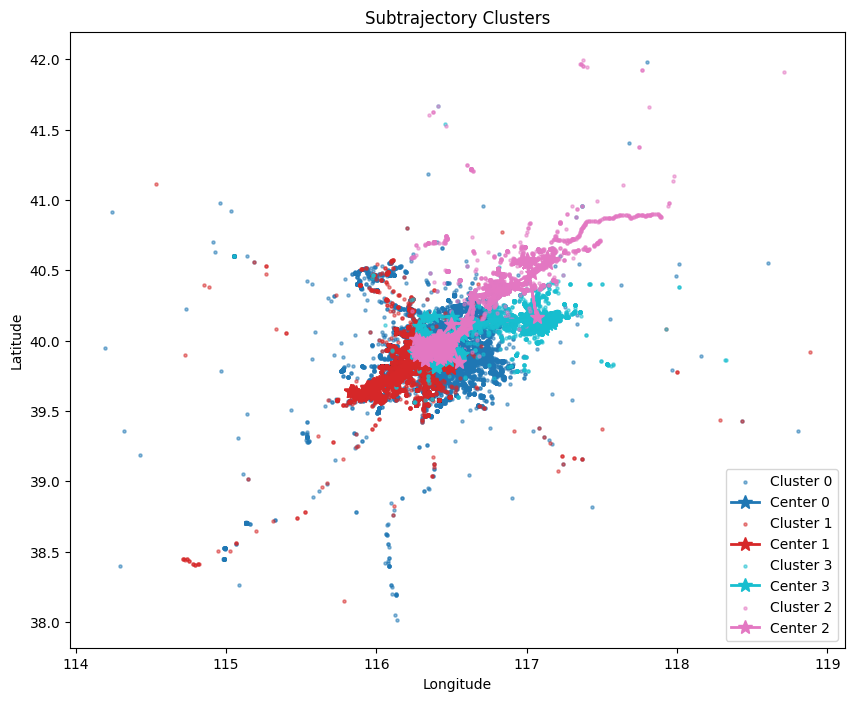 Subtrajectory Clusters
42.0
41.5
41.0
40.5
40.0
39.5
39.0
38.5
38.0
Latitude
114
115
116
117
118
119
Longitude
Cluster 0
Center 0
Cluster 1
Center 1
Cluster 3
Center 3
Cluster 2
Center 2